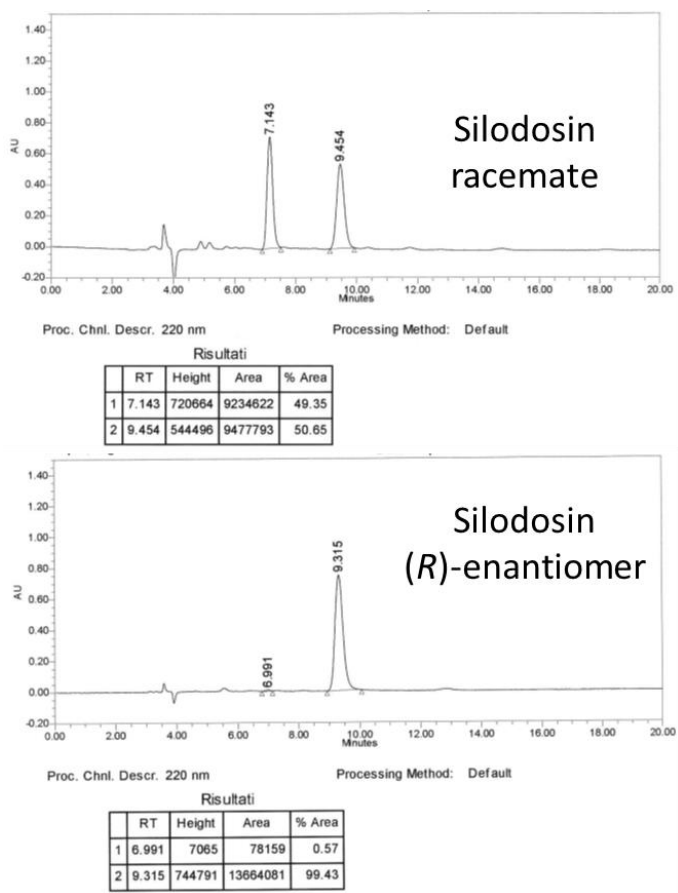 1.40
1.20
1.00
0.80
0.60
0.40
0.20
0.00
-0.20
AU
7.143
9.454
Silodosin
racemate
0.00 2.00 4.00 6.00 8.00 10.00 12.00 14.00 16.00 18.00 20.00
Minutes
Proc. Chnl. Descr. 220 nm Processing Method: Default
Risultati
RT Height Area % Area
1 7.143 720664 9234622 49.35
2 9.454 544496 9477793 50.65
1.40
1.20
1.00
0.80
0.60
0.40
0.20
0.00
-0.20
AU
6.991
9.315
Silodosin
(R)-enantiomer
0.00 2.00 4.00 6.00 8.00 10.00 12.00 14.00 16.00 18.00 20.00
Minutes
Proc. Chnl. Descr. 220 nm Processing Method: Default
Risultati
RT Height Area % Area
1 6.991 7065 78159 0.57
2 9.315 744791 13664081 99.43